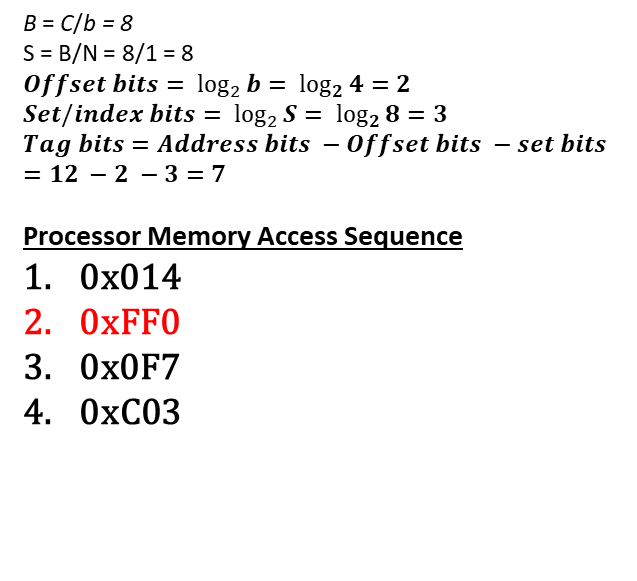 B = C/b = 8
S = B/N = 8/1 = 8
Offset bits = log₂ b = log₂ 4 = 2
Set/index bits = log₂ S = log₂ 8 = 3
Tag bits = Address bits − Offset bits − set bits
= 12 − 2 − 3 = 7
Processor Memory Access Sequence
1. 0x014
2. 0xFF0
3. 0x0F7
4. 0xC03